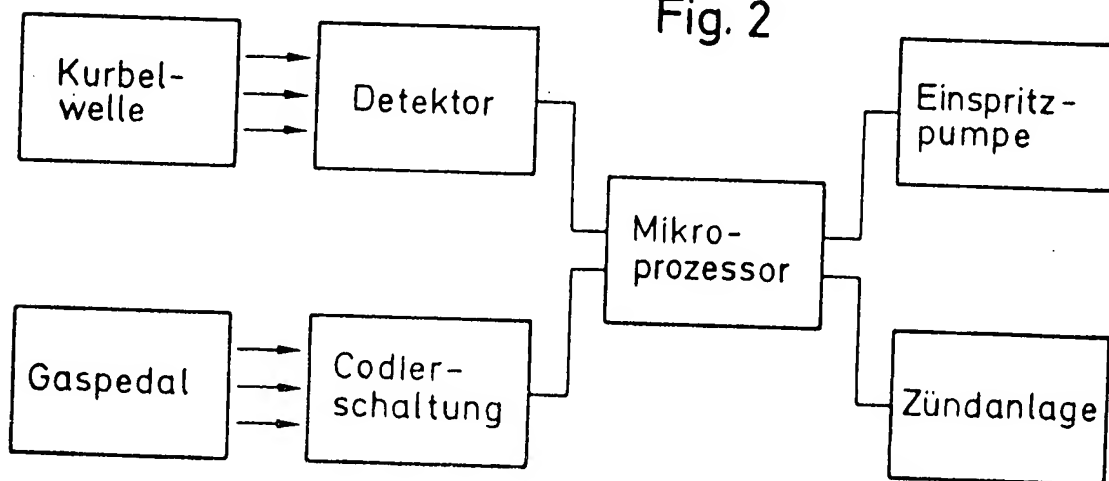 Fig. 2
Kurbel-
welle
Detektor
Einspritz-
pumpe
Mikro-
prozessor
Gaspedal
Codier-
schaltung
Zündanlage